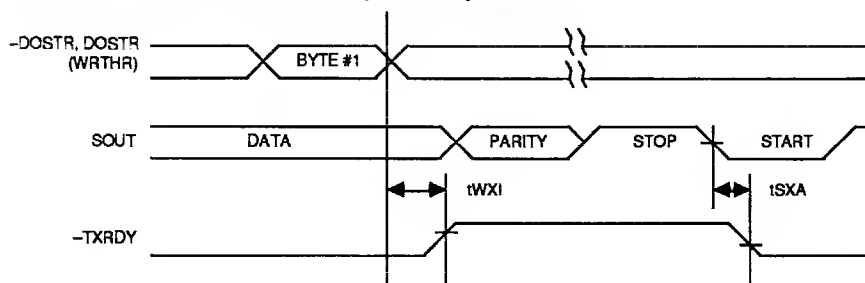 –DOSTR, DOSTR
(WRTHR)
BYTE #1
SOUT
DATA
PARITY
STOP
START
tWXI
tSXA
–TXRDY